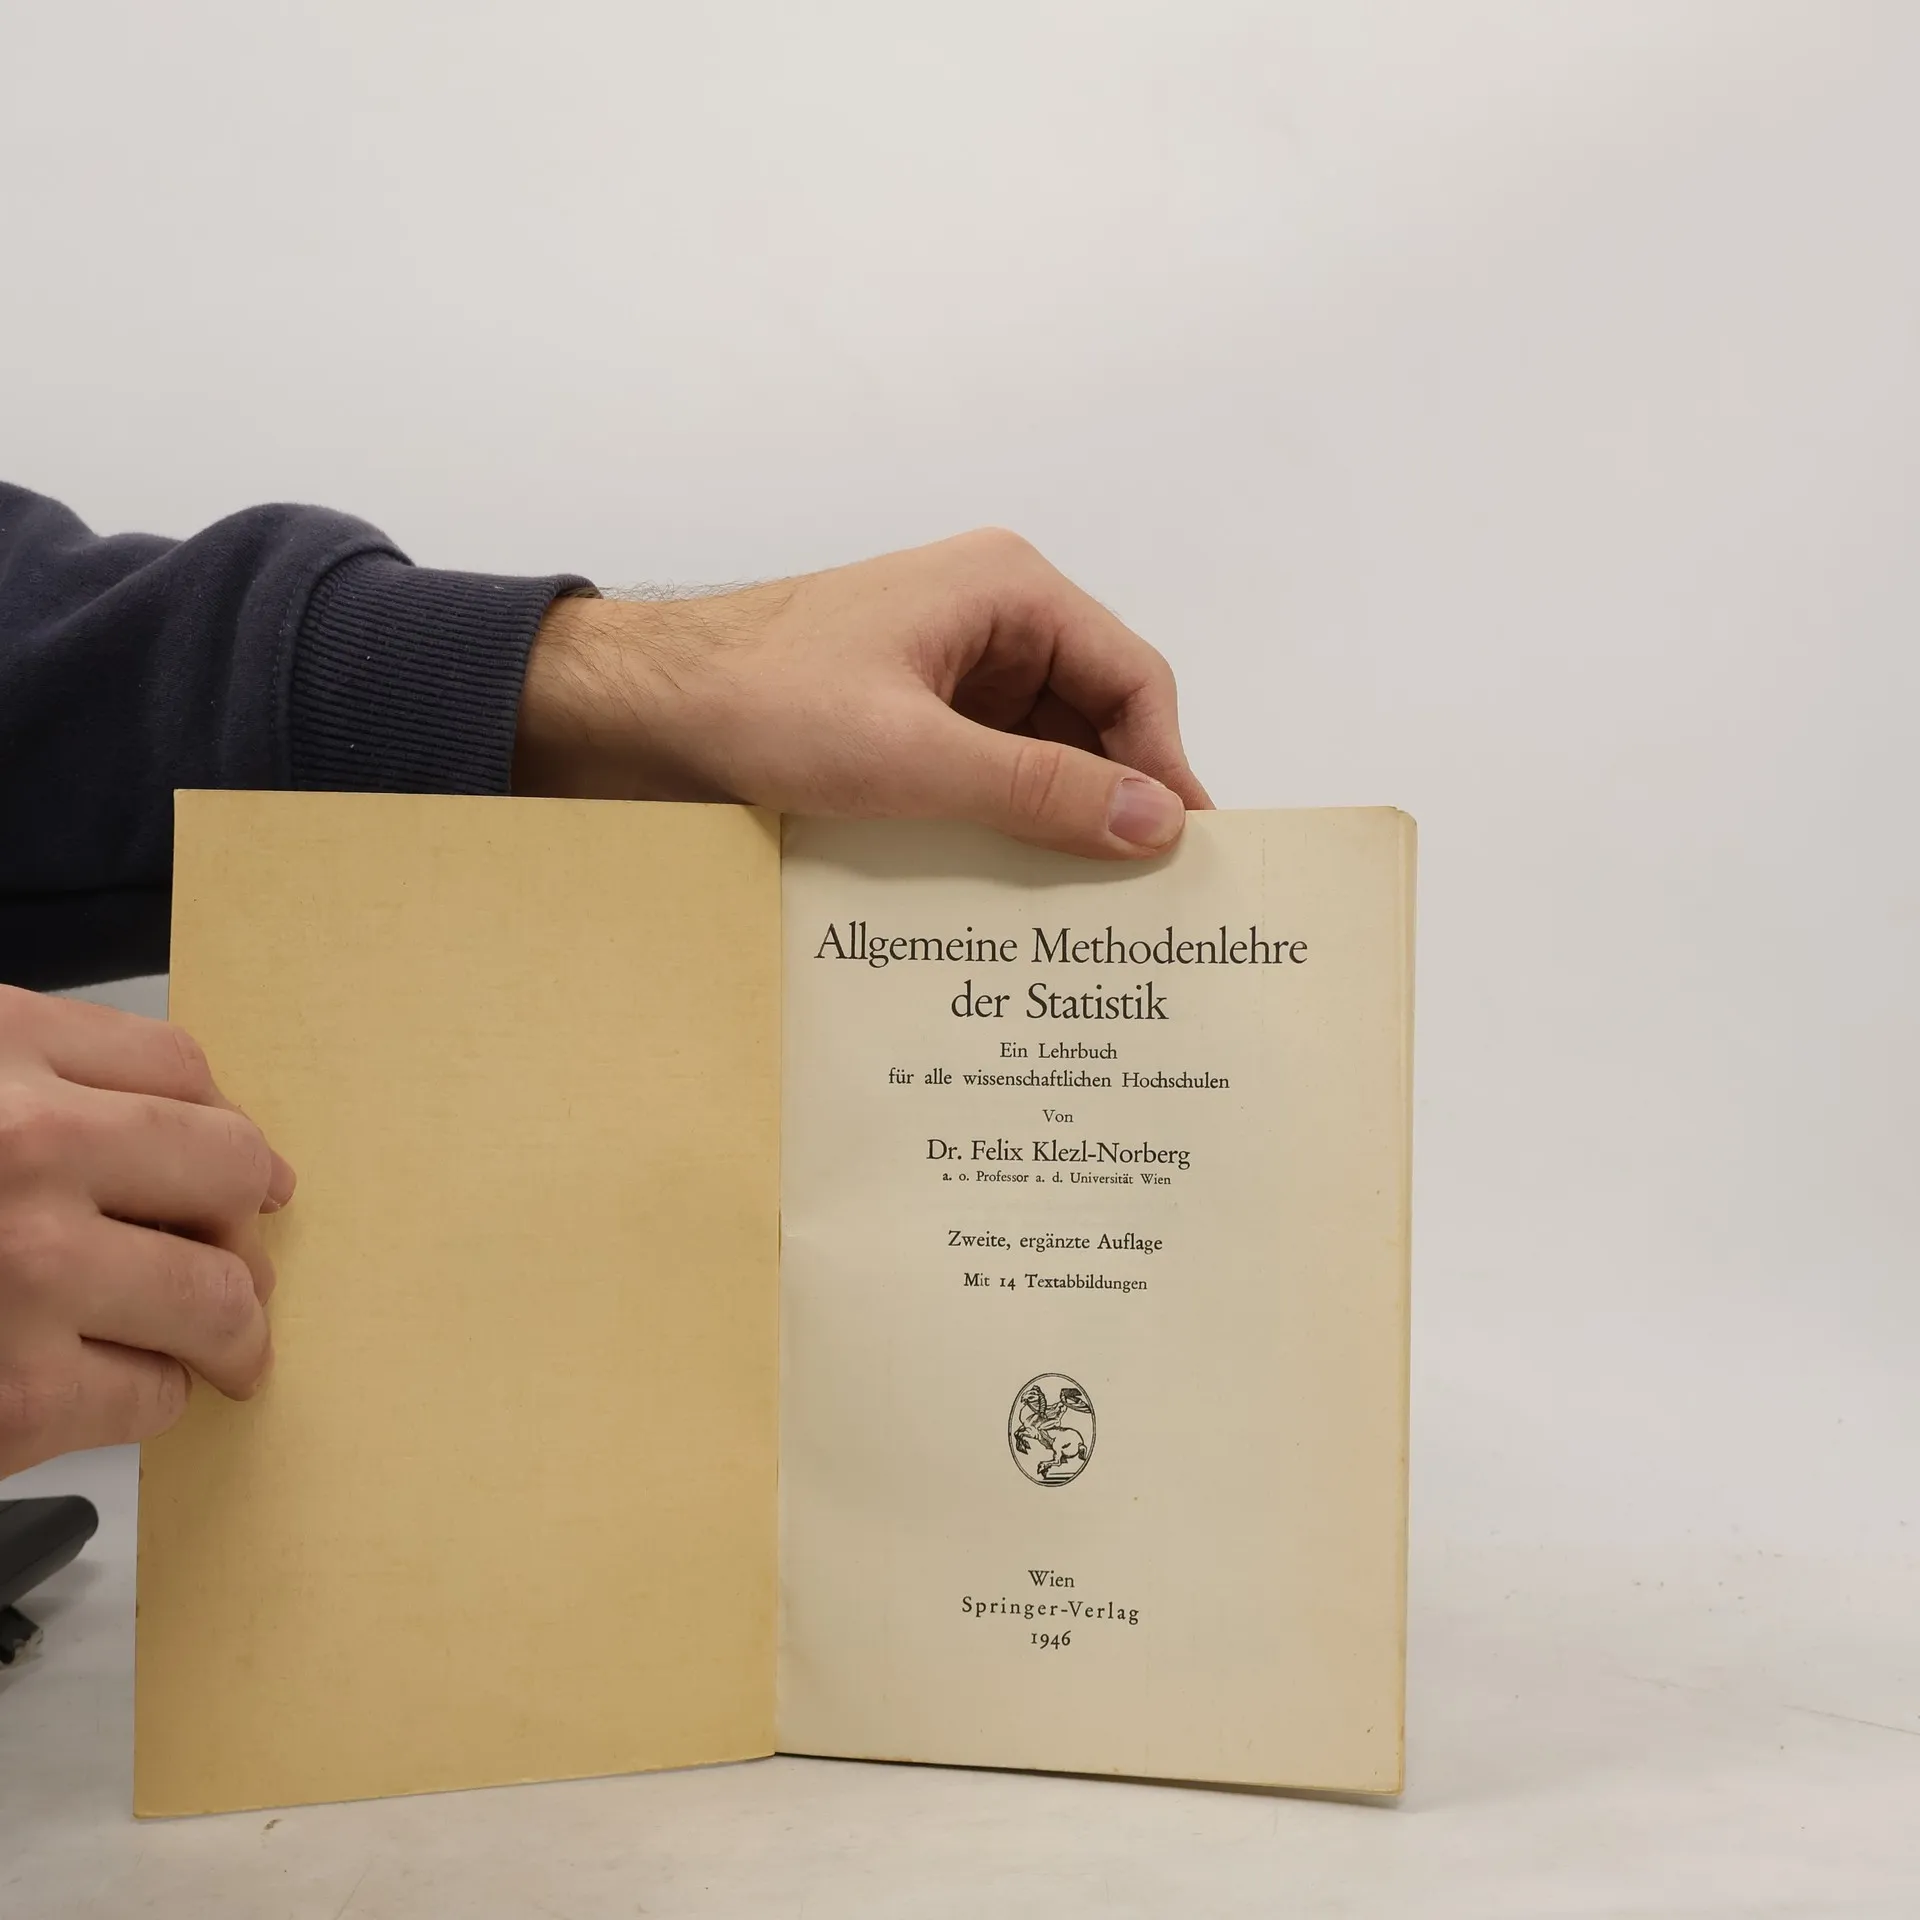 Allgemeine Methodenlehre
der Statistik
Ein Lehrbuch
für alle wissenschaftlichen Hochschulen
Von
Dr. Felix Klezl-Norberg
a. o. Professor a. d. Universität Wien
Zweite, ergänzte Auflage
Mit 14 Textabbildungen
Wien
Springer-Verlag
1946